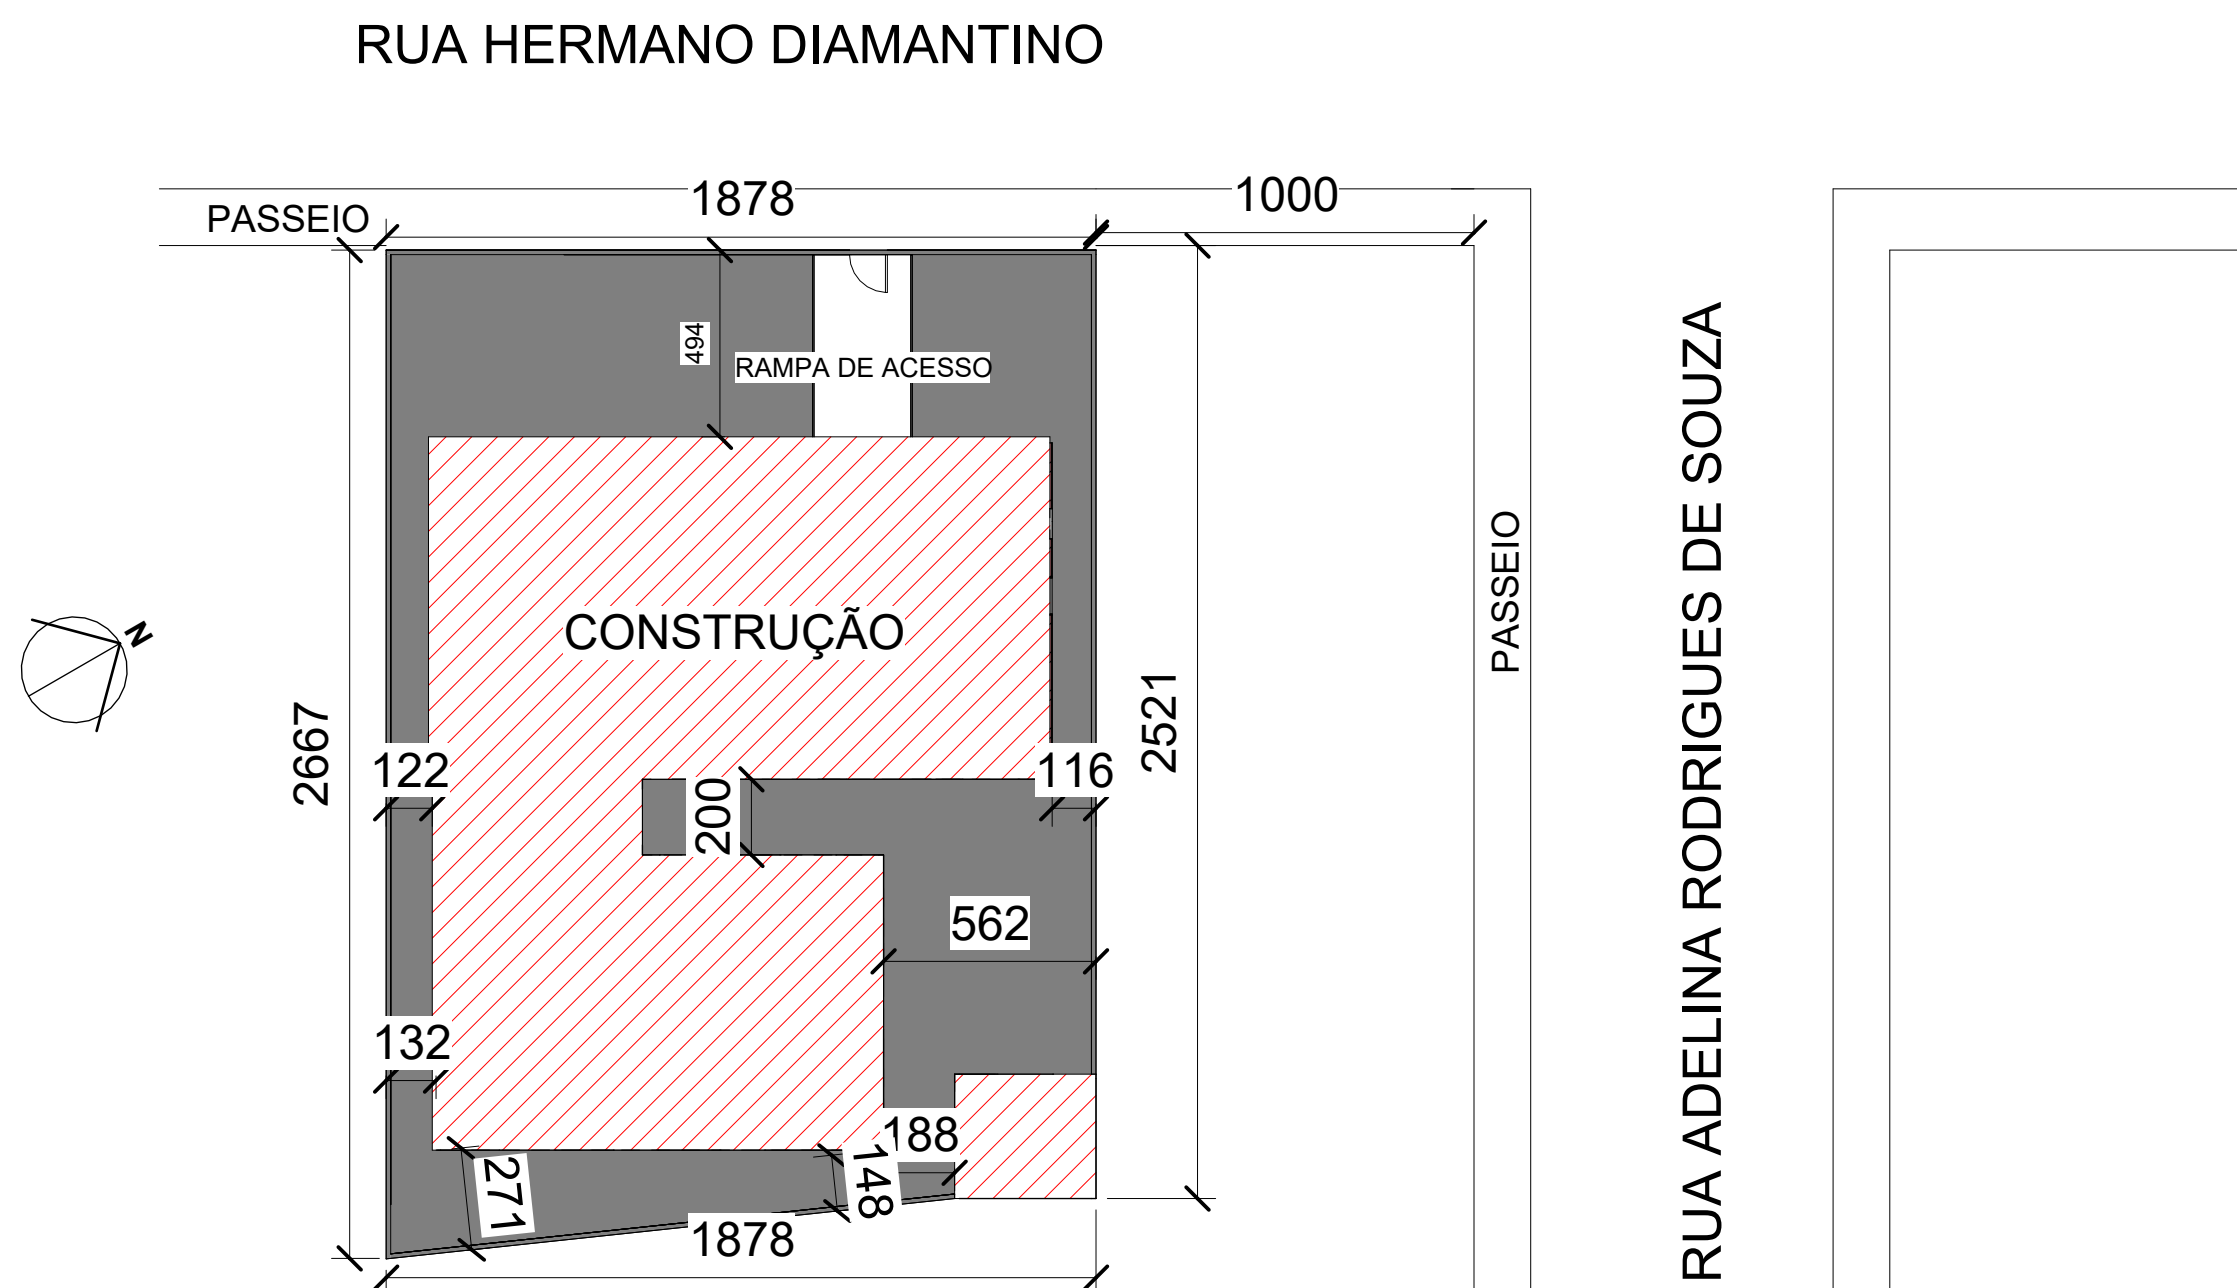 RUA HERMANO DIAMANTINO
1878
1000
PASSEIO
494
RAMPA DE ACESSO
RUA ADELINA RODRIGUES DE SOUZA
PASSEIO
CONSTRUÇÃO
N
2667
2521
122
116
200
562
132
188
148
271
1878